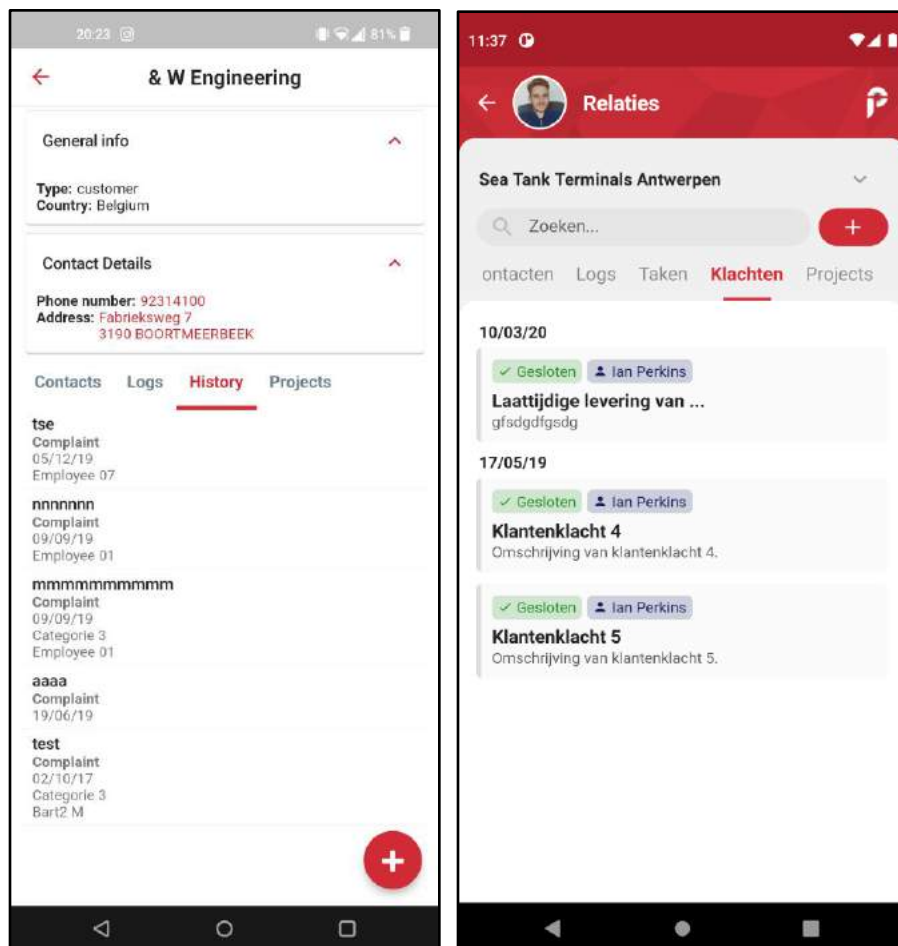 20:23
81%
& W Engineering
General info
Type: customer
Country: Belgium
Contact Details
Phone number: 92314100
Address: Fabrieksweg 7
3190 BOORTMEERBEEK
Contacts Logs History Projects
tse
Complaint
05/12/19
Employee 07
nnnnnnn
Complaint
09/09/19
Employee 01
mmmmmmmmmm
Complaint
09/09/19
Categorie 3
Employee 01
aaaa
Complaint
19/06/19
test
Complaint
02/10/17
Categorie 3
Bart2 M
+
11:37
Relaties
Sea Tank Terminals Antwerpen
Zoeken...
+
ontacten Logs Taken Klachten Projects
10/03/20
Gesloten Ian Perkins
Laattijdige levering van ...
gfsdgdfgsdg
17/05/19
Gesloten Ian Perkins
Klantenklacht 4
Omschrijving van klantenklacht 4.
Gesloten Ian Perkins
Klantenklacht 5
Omschrijving van klantenklacht 5.